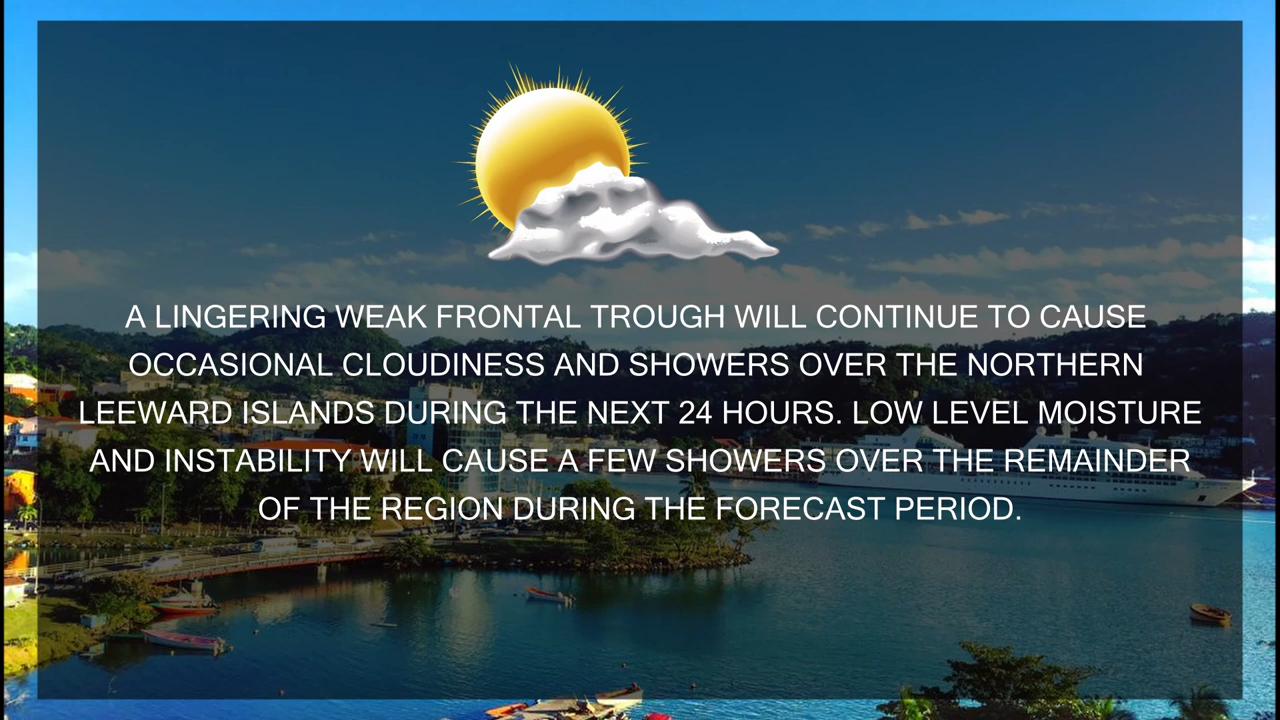 A LINGERING WEAK FRONTAL TROUGH WILL CONTINUE TO CAUSE
OCCASIONAL CLOUDINESS AND SHOWERS OVER THE NORTHERN
LEEWARD ISLANDS DURING THE NEXT 24 HOURS. LOW LEVEL MOISTURE
AND INSTABILITY WILL CAUSE A FEW SHOWERS OVER THE REMAINDER
OF THE REGION DURING THE FORECAST PERIOD.